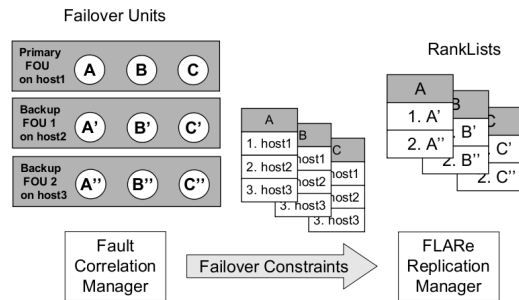 Failover Units
Primary
FOU
on host1
A
B
C
Backup
FOU 1
on host2
A'
B'
C'
Backup
FOU 2
on host3
A''
B''
C''
A
1. host1
2. host2
3. host3
B
host1
host2
3. host3
C
host1
host2
3. host3
RankLists
A
1. A'
2. A''
B
B'
2. B''
C
C'
2. C''
Fault
Correlation
Manager
Failover Constraints
FLARe
Replication
Manager